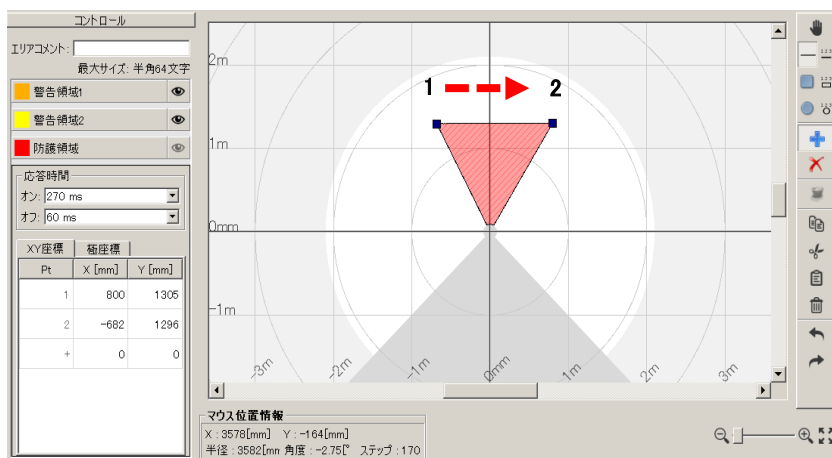 コントロール
エリアコメント:
最大サイズ: 半角64文字
警告領域1
警告領域2
防護領域
応答時間
オン: 270 ms
オフ: 60 ms
XY座標 極座標
Pt X [mm] Y [mm]
1 800 1305
2 -682 1296
+ 0 0
2m
1m
0mm
-1m
1 2
-3m -2m -1m 0mm 1m 2m 3m
マウス位置情報
X : 3578[mm] Y : -164[mm]
半径 : 3582[mn 角度 : -2.75[° ステップ : 170